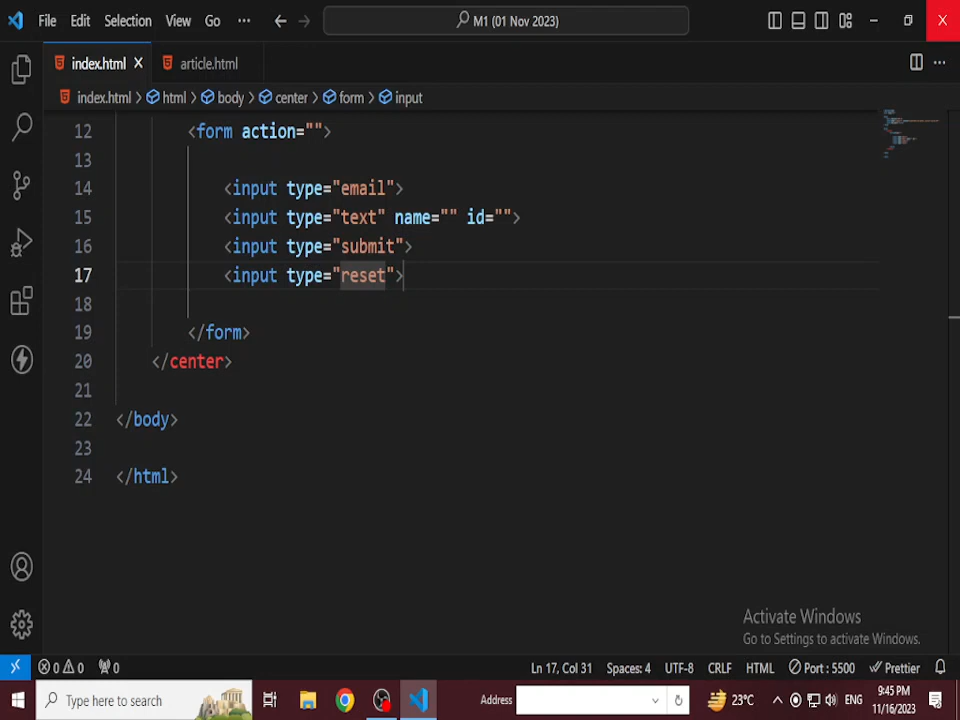 File Edit Selection View Go ··· M1 (01 Nov 2023)
index.html article.html
index.html > html > body > center > form > input
12 <form action="">
13
14 <input type="email">
15 <input type="text" name="" id="">
16 <input type="submit">
17 <input type="reset">
18
19 </form>
20 </center>
21
22 </body>
23
24 </html>
Activate Windows
Go to Settings to activate Windows.
0 0 0 Ln 17, Col 31 Spaces: 4 UTF-8 CRLF HTML Port : 5500 Prettier
Type here to search Address 23°C ENG 9:45 PM
11/16/2023